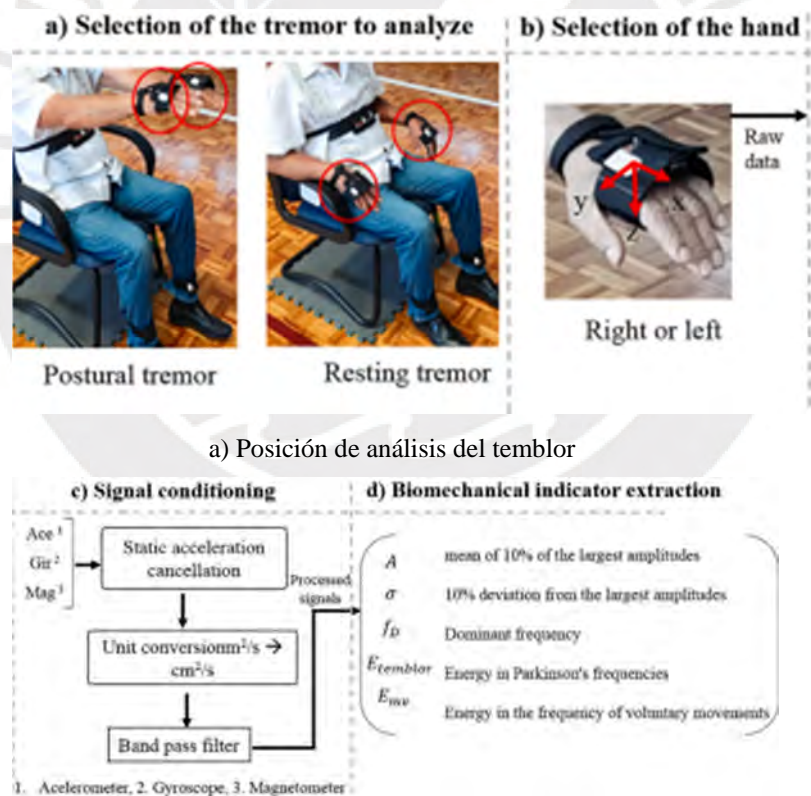 a) Selection of the tremor to analyze
b) Selection of the hand
Raw
data
y
x
z
Postural tremor
Resting tremor
Right or left
a) Posición de análisis del temblor
c) Signal conditioning
d) Biomechanical indicator extraction
Ace ¹
Gir ²
Mag ³
Static acceleration
cancellation
Processed
signals
Unit conversionm²/s →
cm²/s
Band pass filter
A mean of 10% of the largest amplitudes
σ 10% deviation from the largest amplitudes
f_D Dominant frequency
E_temblor Energy in Parkinson's frequencies
E_mv Energy in the frequency of voluntary movements
1. Acelerometer, 2. Gyroscope, 3. Magnetometer